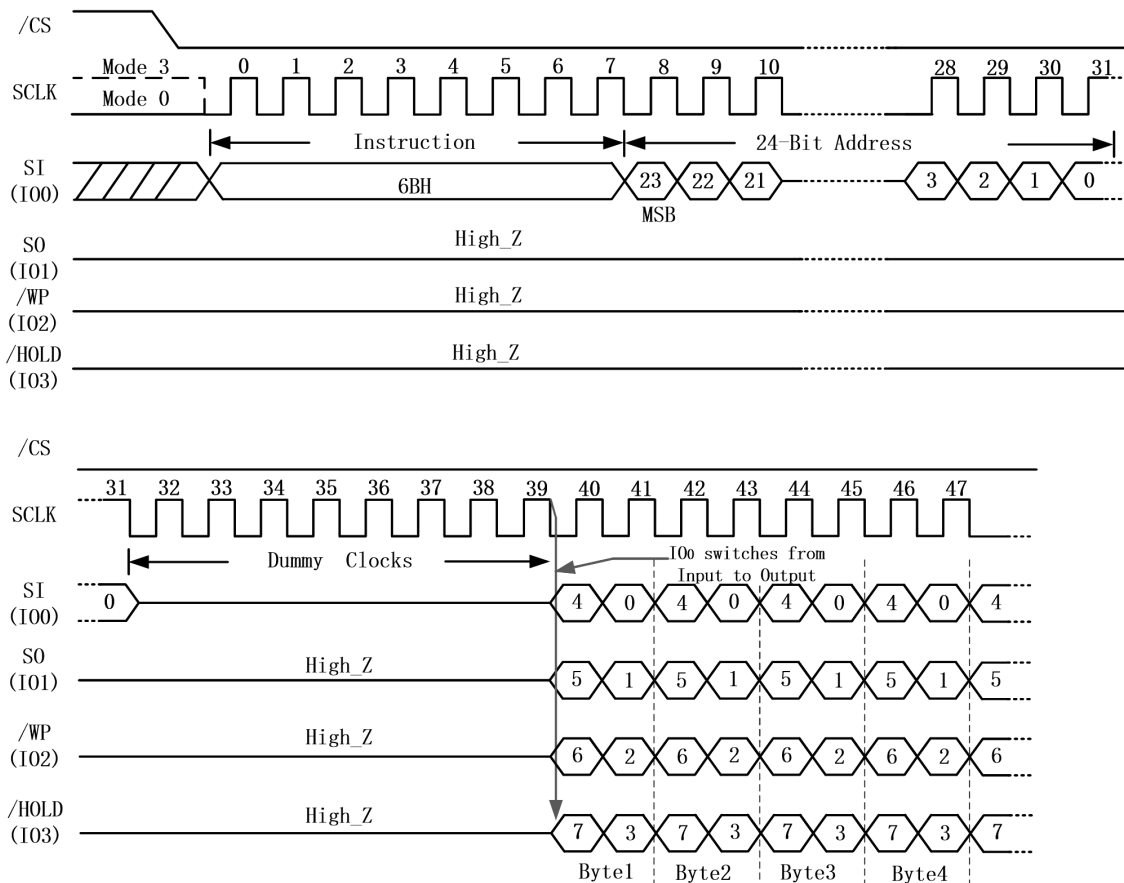 /CS
Mode 3
0 1 2 3 4 5 6 7 8 9 10 28 29 30 31
SCLK
Mode 0
Instruction
24-Bit Address
SI
(IO0)
6BH
23 22 21 3 2 1 0
MSB
SO
(IO1)
High_Z
/WP
(IO2)
High_Z
/HOLD
(IO3)
High_Z
/CS
31 32 33 34 35 36 37 38 39 40 41 42 43 44 45 46 47
SCLK
Dummy Clocks
IO0 switches from
Input to Output
SI
(IO0)
0 4 0 4 0 4 0 4 0 4
SO
(IO1)
High_Z
5 1 5 1 5 1 5 1 5
/WP
(IO2)
High_Z
6 2 6 2 6 2 6 2 6
/HOLD
(IO3)
High_Z
7 3 7 3 7 3 7 3 7
Byte1 Byte2 Byte3 Byte4